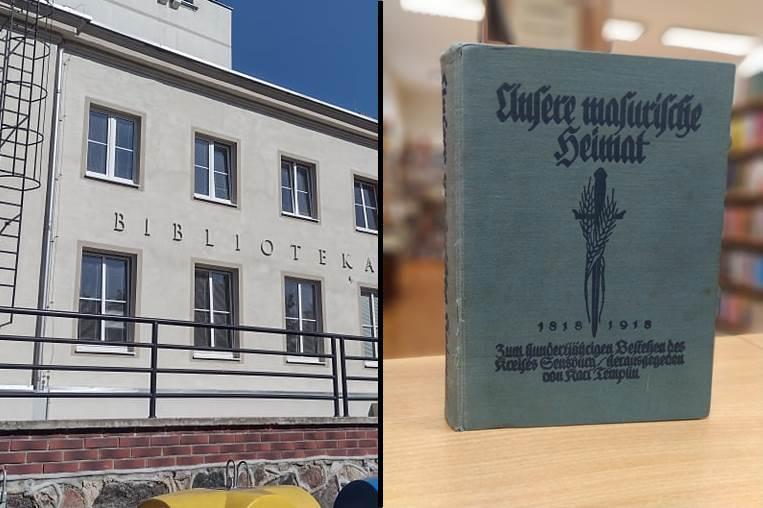 BIBLIOTEKA
Unsere masurische
Heimat
1818 1918
Zum hundertjährigen Bestehen des
Kreises Sensburg herausgegeben
von Karl Templin